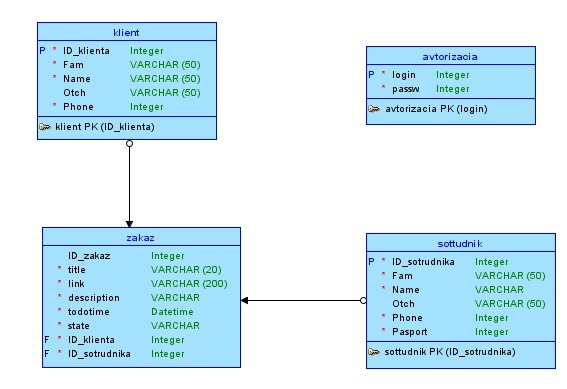 klient
P * ID_klienta Integer
* Fam VARCHAR (50)
* Name VARCHAR (50)
Otch VARCHAR (50)
* Phone Integer
klient PK (ID_klienta)
avtorizacia
P * login Integer
* passw Integer
avtorizacia PK (login)
zakaz
ID_zakaz Integer
* title VARCHAR (20)
* link VARCHAR (200)
* description VARCHAR
* todotime Datetime
* state VARCHAR
F * ID_klienta Integer
F * ID_sotrudnika Integer
sottudnik
P * ID_sotrudnika Integer
* Fam VARCHAR (50)
* Name VARCHAR
Otch VARCHAR (50)
* Phone Integer
* Pasport Integer
sottudnik PK (ID_sotrudnika)